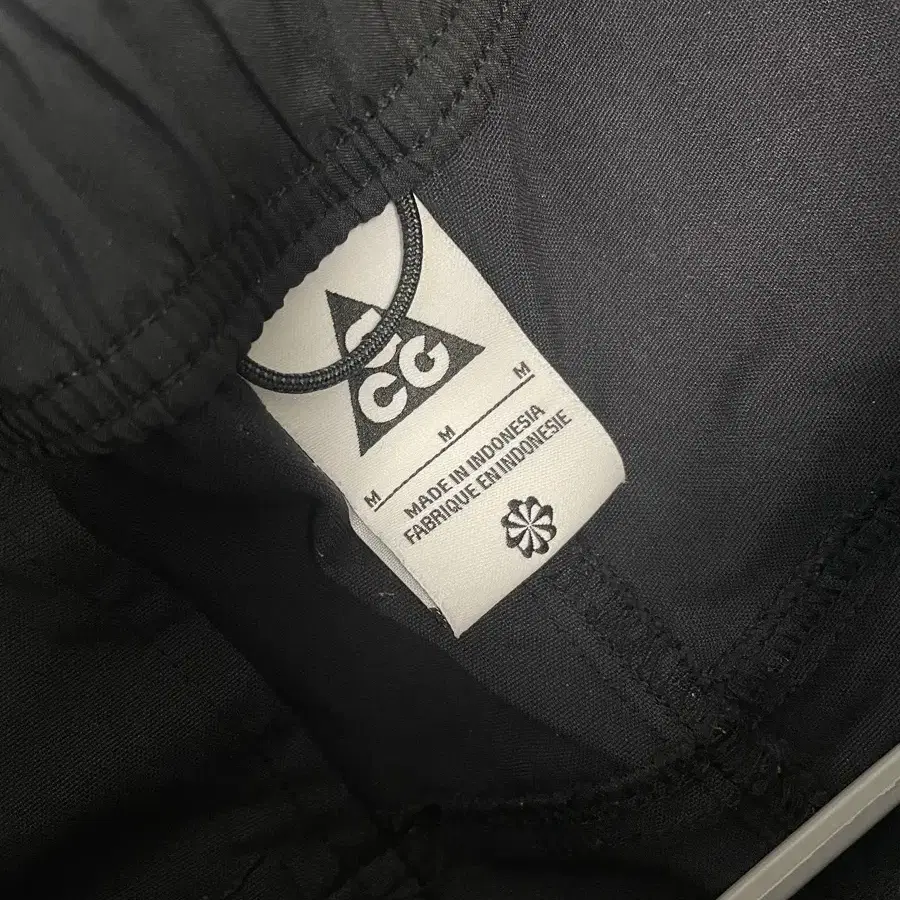 ACG
M M M
MADE IN INDONESIA
FABRIQUE EN INDONESIE